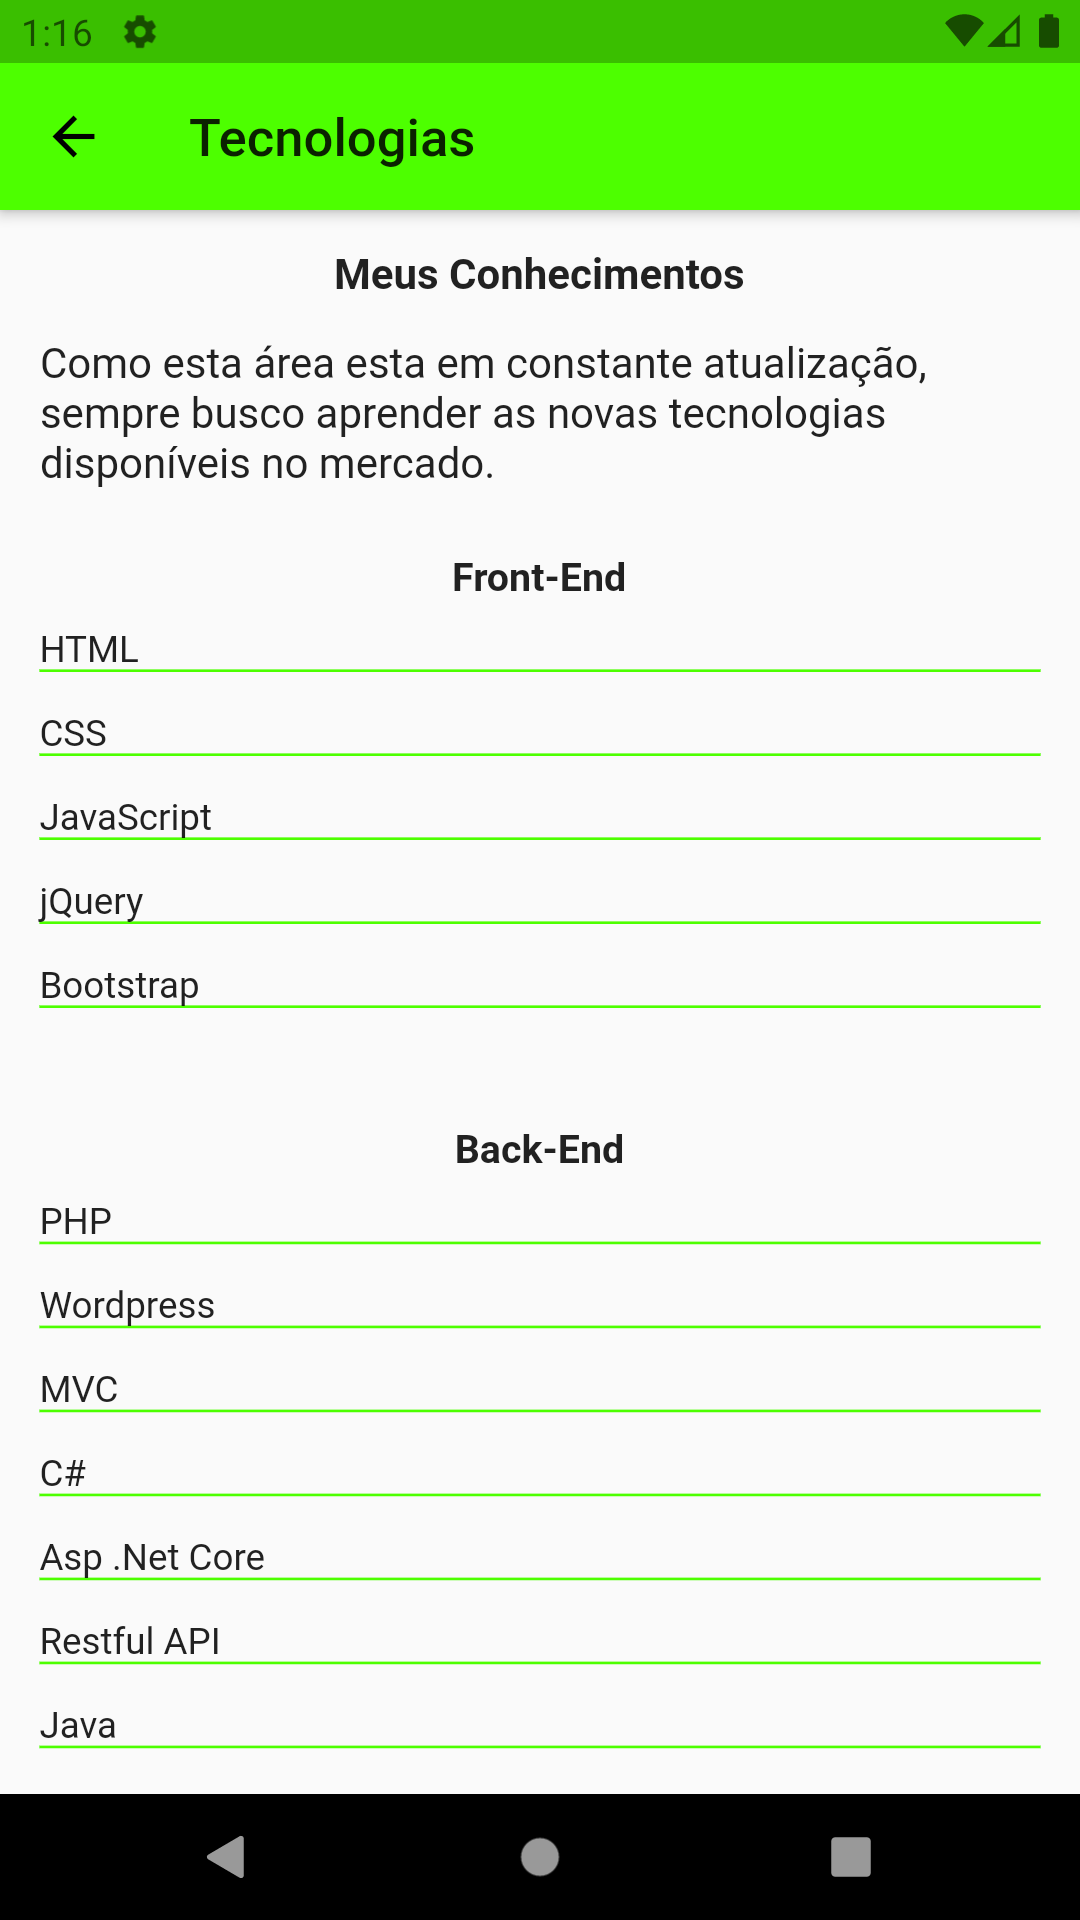 1:16
Tecnologias
Meus Conhecimentos
Como esta área esta em constante atualização,
sempre busco aprender as novas tecnologias
disponíveis no mercado.
Front-End
HTML
CSS
JavaScript
jQuery
Bootstrap
Back-End
PHP
Wordpress
MVC
C#
Asp .Net Core
Restful API
Java